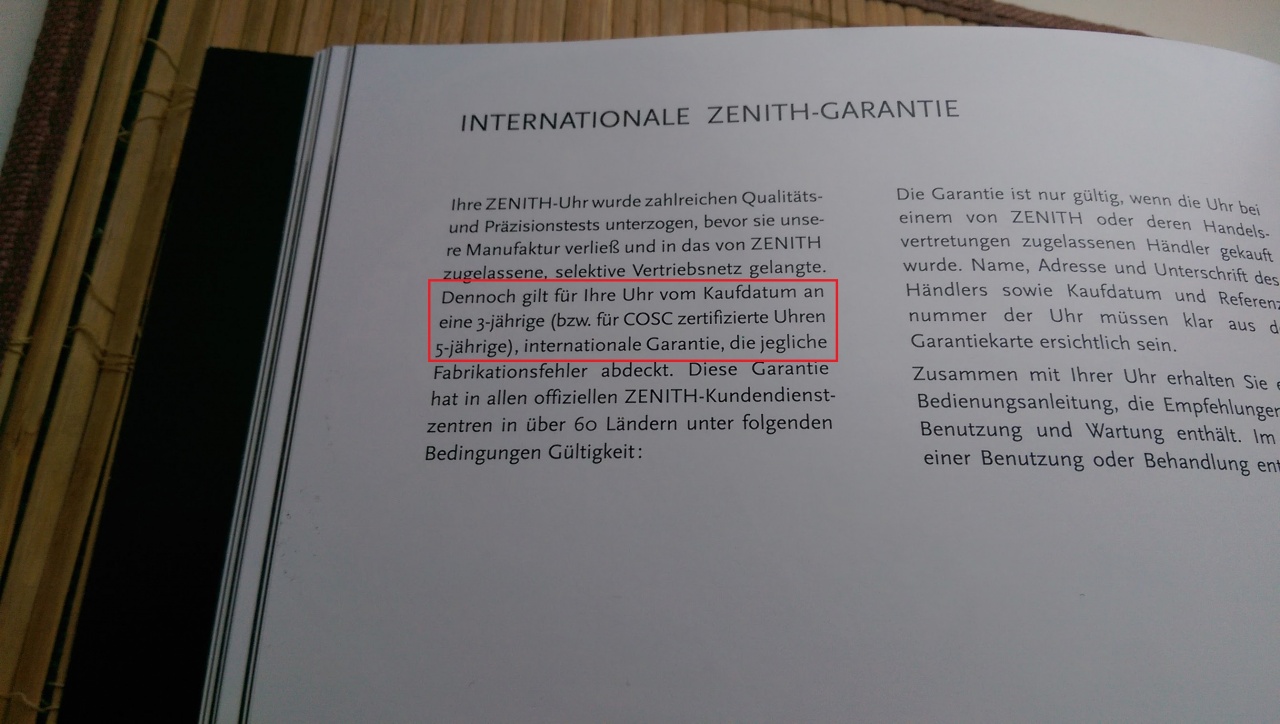 INTERNATIONALE ZENITH-GARANTIE
Ihre ZENITH-Uhr wurde zahlreichen Qualitäts-
und Präzisionstests unterzogen, bevor sie unse-
re Manufaktur verließ und in das von ZENITH
zugelassene, selektive Vertriebsnetz gelangte.
Dennoch gilt für Ihre Uhr vom Kaufdatum an
eine 3-jährige (bzw. für COSC zertifizierte Uhren
5-jährige), internationale Garantie, die jegliche
Fabrikationsfehler abdeckt. Diese Garantie
hat in allen offiziellen ZENITH-Kundendienst-
zentren in über 60 Ländern unter folgenden
Bedingungen Gültigkeit:
Die Garantie ist nur gültig, wenn die Uhr bei
einem von ZENITH oder deren Handels-
vertretungen zugelassenen Händler gekauft
wurde. Name, Adresse und Unterschrift des
Händlers sowie Kaufdatum und Referenz
nummer der Uhr müssen klar aus d
Garantiekarte ersichtlich sein.
Zusammen mit Ihrer Uhr erhalten Sie
Bedienungsanleitung, die Empfehlungen
Benutzung und Wartung enthält. Im
einer Benutzung oder Behandlung ent